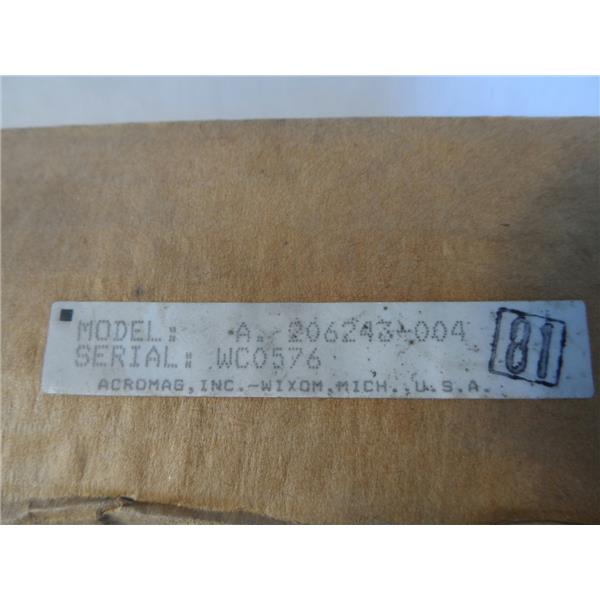 MODEL: A. 206243-004
SERIAL: WC0576
81
ACROMAG, INC.-WIXOM, MICH., U.S.A.